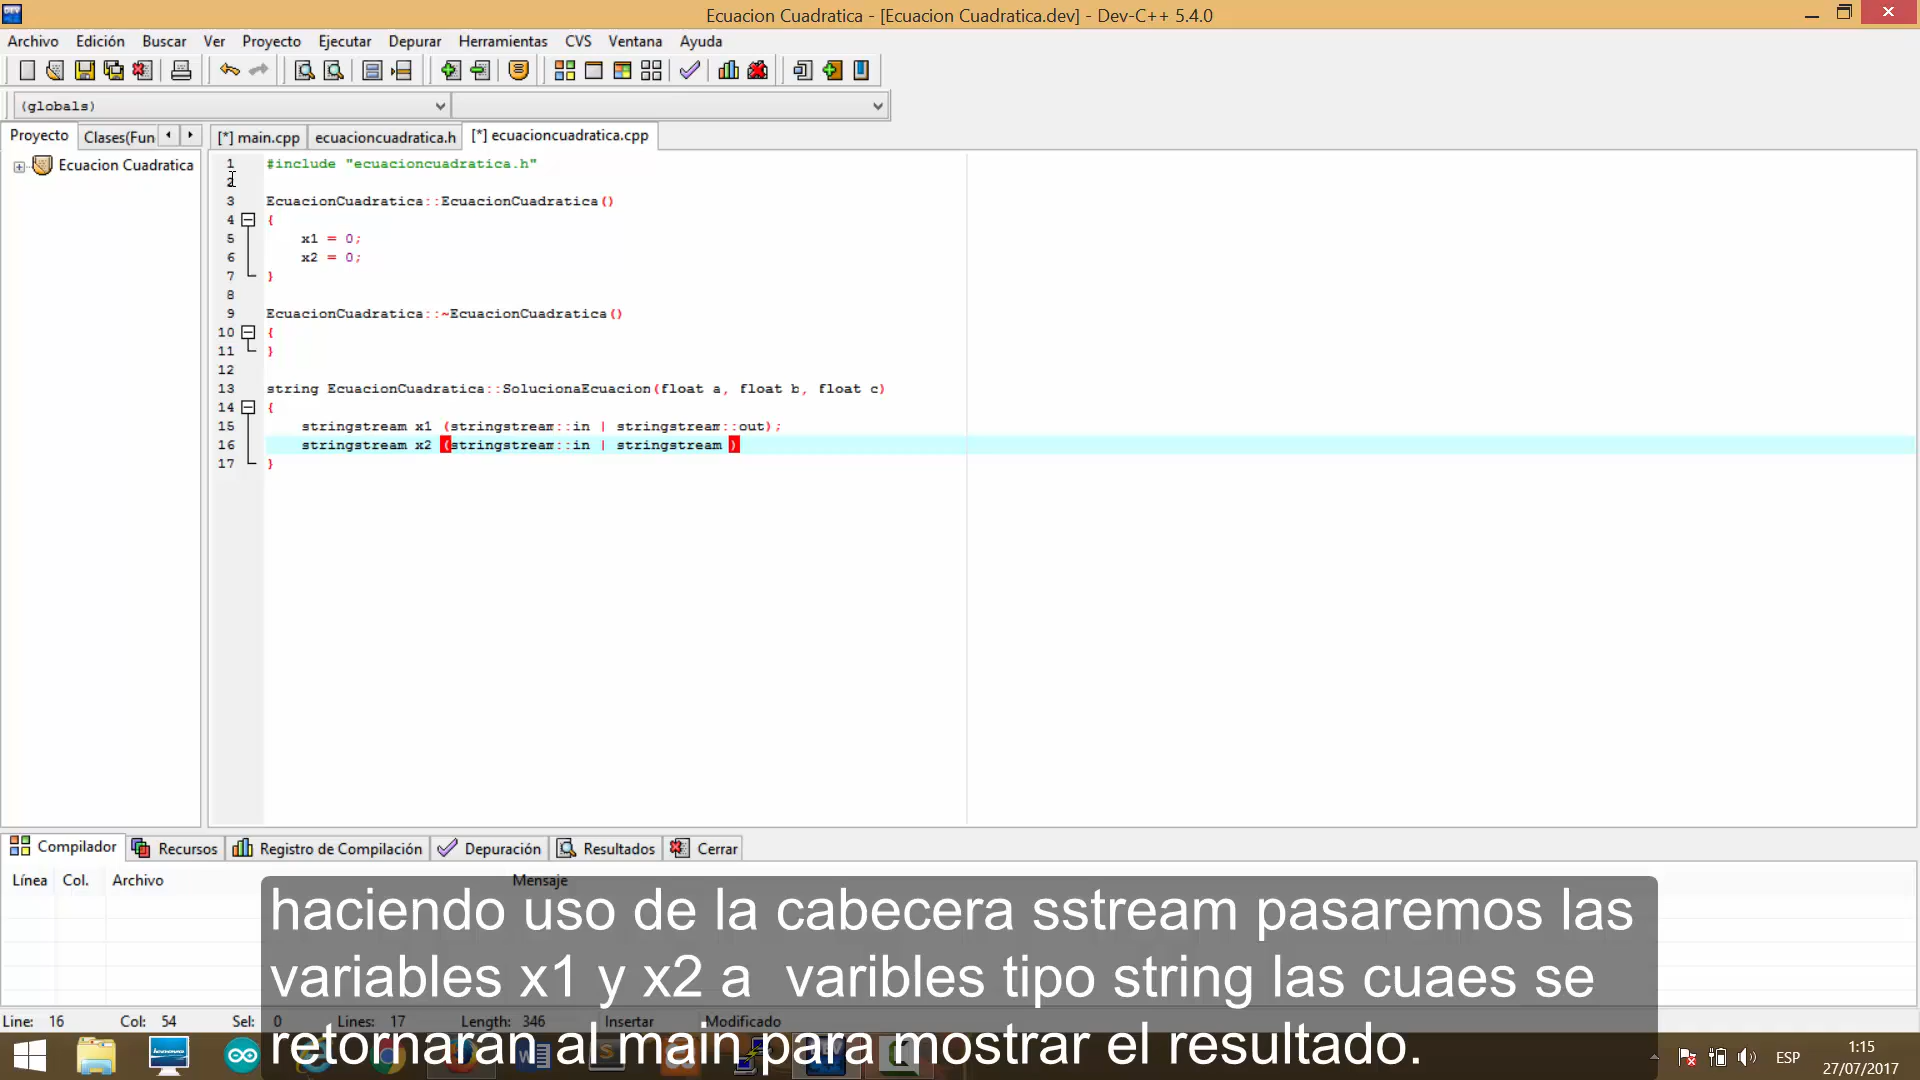 Ecuacion Cuadratica - [Ecuacion Cuadratica.dev] - Dev-C++ 5.4.0
Archivo Edición Buscar Ver Proyecto Ejecutar Depurar Herramientas CVS Ventana Ayuda
(globals)
Proyecto Clases(Fun [*] main.cpp ecuacioncuadratica.h [*] ecuacioncuadratica.cpp
Ecuacion Cuadratica
1 #include "ecuacioncuadratica.h"
2
3 EcuacionCuadratica::EcuacionCuadratica()
4 {
5 x1 = 0;
6 x2 = 0;
7 }
8
9 EcuacionCuadratica::~EcuacionCuadratica()
10 {
11 }
12
13 string EcuacionCuadratica::SolucionaEcuacion(float a, float b, float c)
14 {
15 stringstream x1 (stringstream::in | stringstream::out);
16 stringstream x2 (stringstream::in | stringstream )
17 }
Compilador Recursos Registro de Compilación Depuración Resultados Cerrar
Línea Col. Archivo Mensaje
haciendo uso de la cabecera sstream pasaremos las
variables x1 y x2 a varibles tipo string las cuaes se
retornaran al main para mostrar el resultado.
Line: 16 Col: 54 Sel: 0 Lines: 17 Length: 346 Insertar Modificado
ESP
1:15
27/07/2017